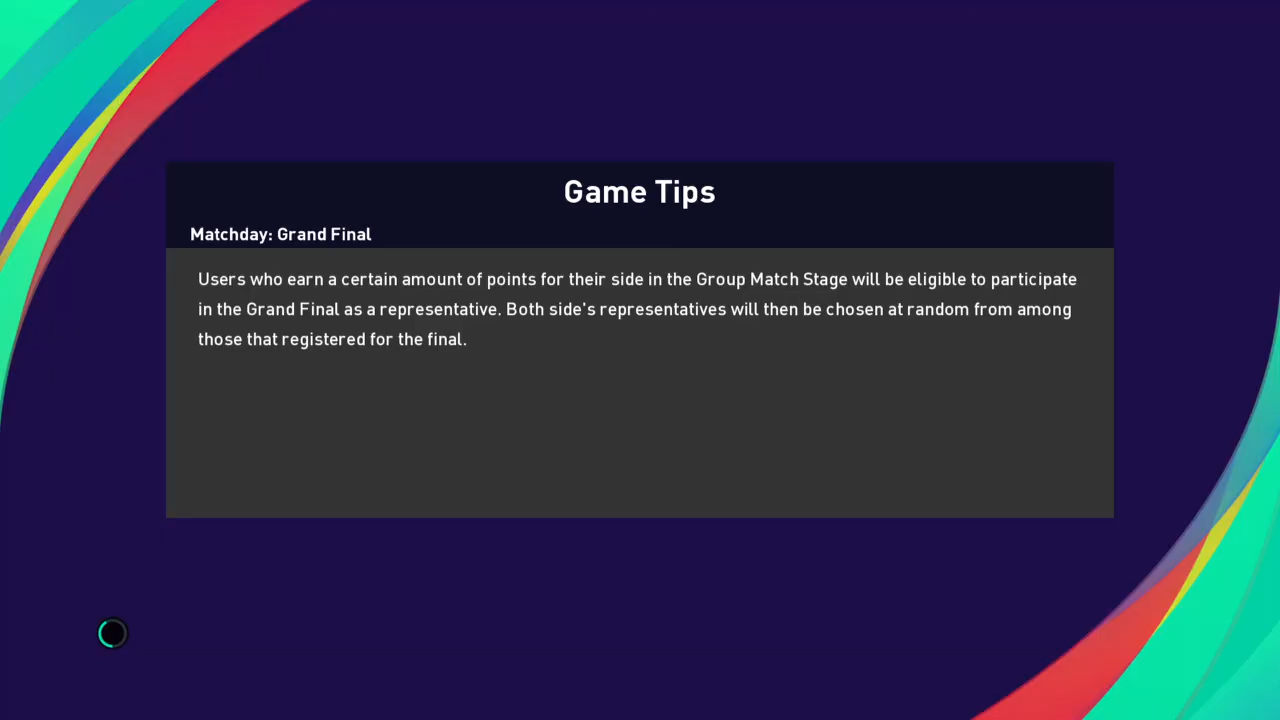 Game Tips
Matchday: Grand Final
Users who earn a certain amount of points for their side in the Group Match Stage will be eligible to participate
in the Grand Final as a representative. Both side's representatives will then be chosen at random from among
those that registered for the final.